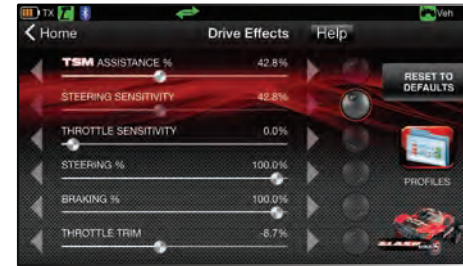 TX Veh
Home Drive Effects Help
TSM ASSISTANCE % 42.8%
STEERING SENSITIVITY 42.8%
RESET TO
DEFAULTS
THROTTLE SENSITIVITY 0.0%
STEERING % 100.0%
PROFILES
BRAKING % 100.0%
THROTTLE TRIM -8.7%
SLASH